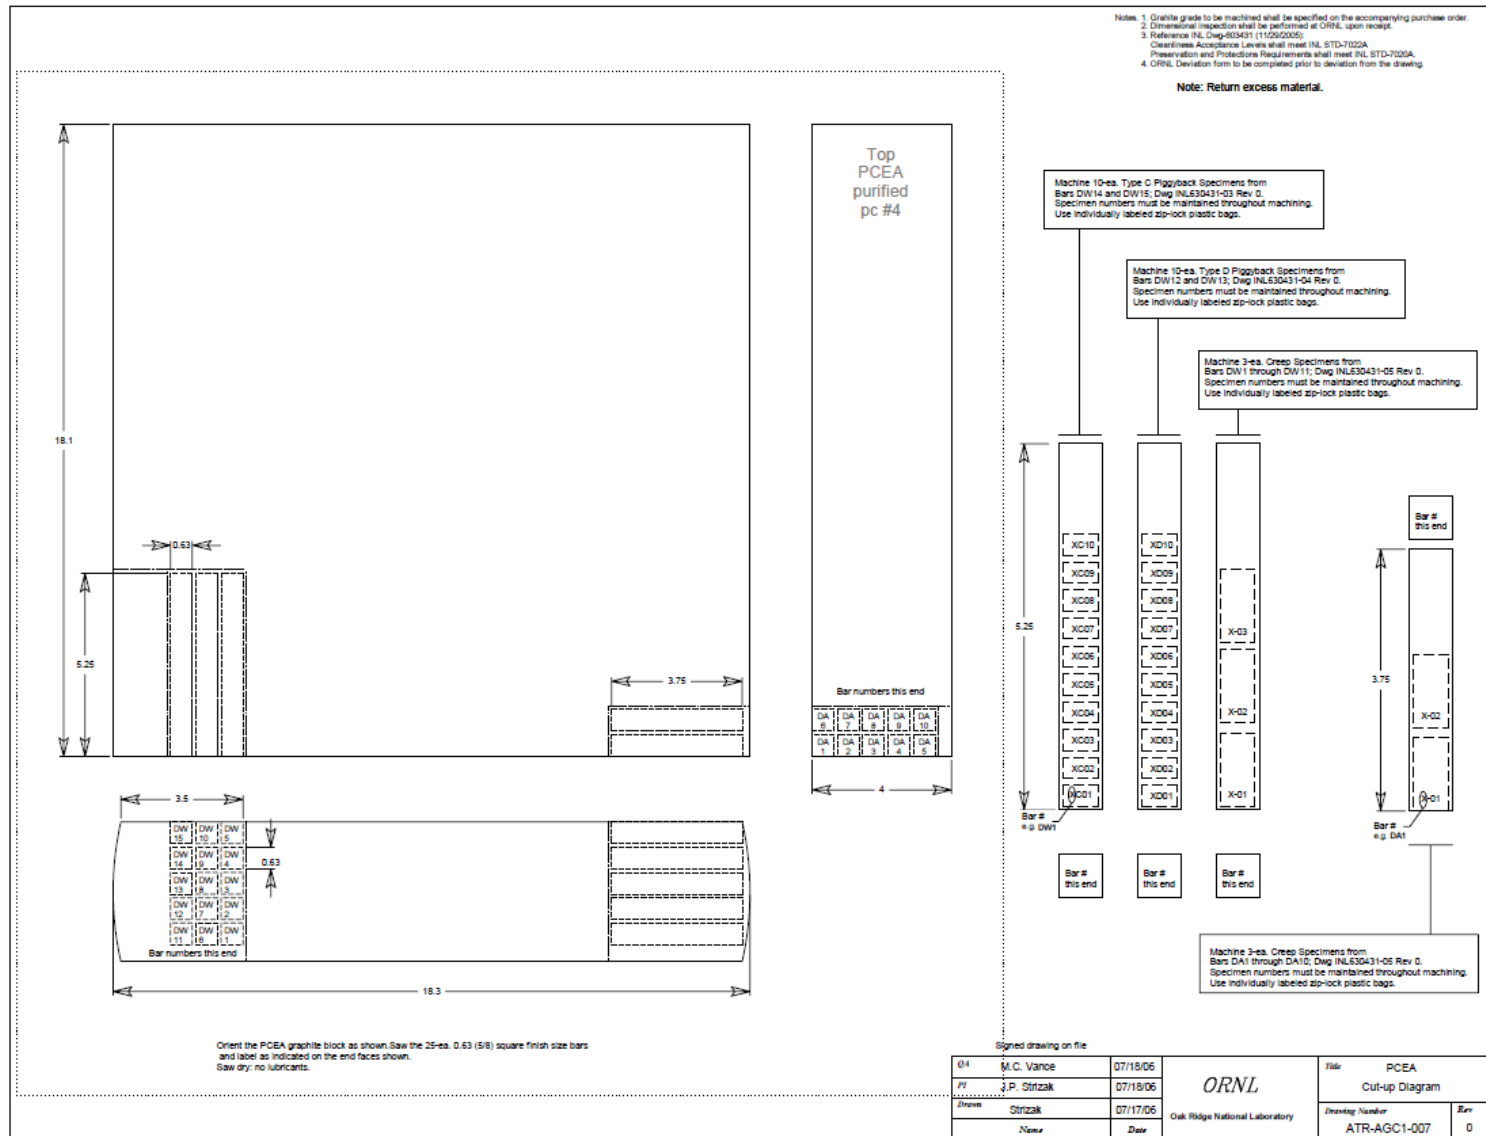 Notes. 1. Grahite grade to be machined shall be specified on the accompanying purchase order.
2. Dimensional inspection shall be performed at ORNL upon receipt.
3. Reference INL Dwg-603431 (11/29/2005):
Cleanliness Acceptance Levels shall meet INL STD-7022A
Preservation and Protections Requirements shall meet INL STD-7020A.
4. ORNL Deviation form to be completed prior to deviation from the drawing.
Note: Return excess material.
Top
PCEA
purified
pc #4
Machine 10-ea. Type C Piggyback Specimens from
Bars DW14 and DW15; Dwg INL630431-03 Rev 0.
Specimen numbers must be maintained throughout machining.
Use individually labeled zip-lock plastic bags.
Machine 10-ea. Type D Piggyback Specimens from
Bars DW12 and DW13; Dwg INL630431-04 Rev 0.
Specimen numbers must be maintained throughout machining.
Use individually labeled zip-lock plastic bags.
Machine 3-ea. Creep Specimens from
Bars DW1 through DW11; Dwg INL630431-05 Rev 0.
Specimen numbers must be maintained throughout machining.
Use individually labeled zip-lock plastic bags.
18.1
0.63
5.25
3.75
Bar numbers this end
DA 6 DA 7 DA 8 DA 9 DA 10
DA 1 DA 2 DA 3 DA 4 DA 5
4
3.5
DW 15 DW 10 DW 5
DW 14 DW 9 DW 4
DW 13 DW 8 DW 3
DW 12 DW 7 DW 2
DW 11 DW 6 DW 1
0.63
Bar numbers this end
18.3
5.25
XC10
XC09
XC08
XC07
XC06
XC05
XC04
XC03
XC02
XC01
Bar #
e.g. DW1
XD10
XD09
XD08
XD07
XD06
XD05
XD04
XD03
XD02
XD01
X-03
X-02
X-01
Bar #
this end
Bar #
this end
Bar #
this end
Bar #
this end
3.75
X-02
X-01
Bar #
e.g. DA1
Machine 3-ea. Creep Specimens from
Bars DA1 through DA10; Dwg INL630431-05 Rev 0.
Specimen numbers must be maintained throughout machining.
Use individually labeled zip-lock plastic bags.
Orient the PCEA graphite block as shown.Saw the 25-ea. 0.63 (5/8) square finish size bars
and label as indicated on the end faces shown.
Saw dry: no lubricants.
Signed drawing on file
QA M.C. Vance 07/18/06
PI J.P. Strizak 07/18/06
Drawn Strizak 07/17/06
Name Date
ORNL
Oak Ridge National Laboratory
Title PCEA
Cut-up Diagram
Drawing Number Rev
ATR-AGC1-007 0